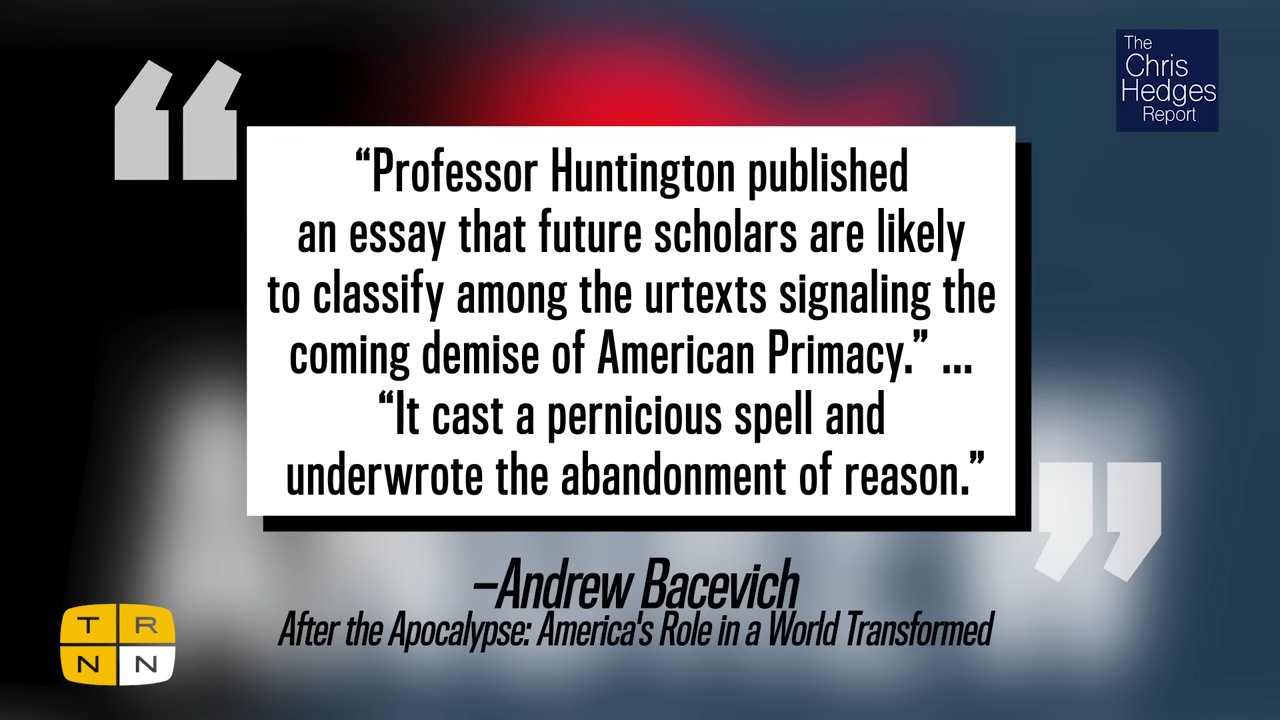 The
Chris
Hedges
Report
“Professor Huntington published
an essay that future scholars are likely
to classify among the urtexts signaling the
coming demise of American Primacy.” ...
“It cast a pernicious spell and
underwrote the abandonment of reason.”
–Andrew Bacevich
After the Apocalypse: America's Role in a World Transformed
T R
N N